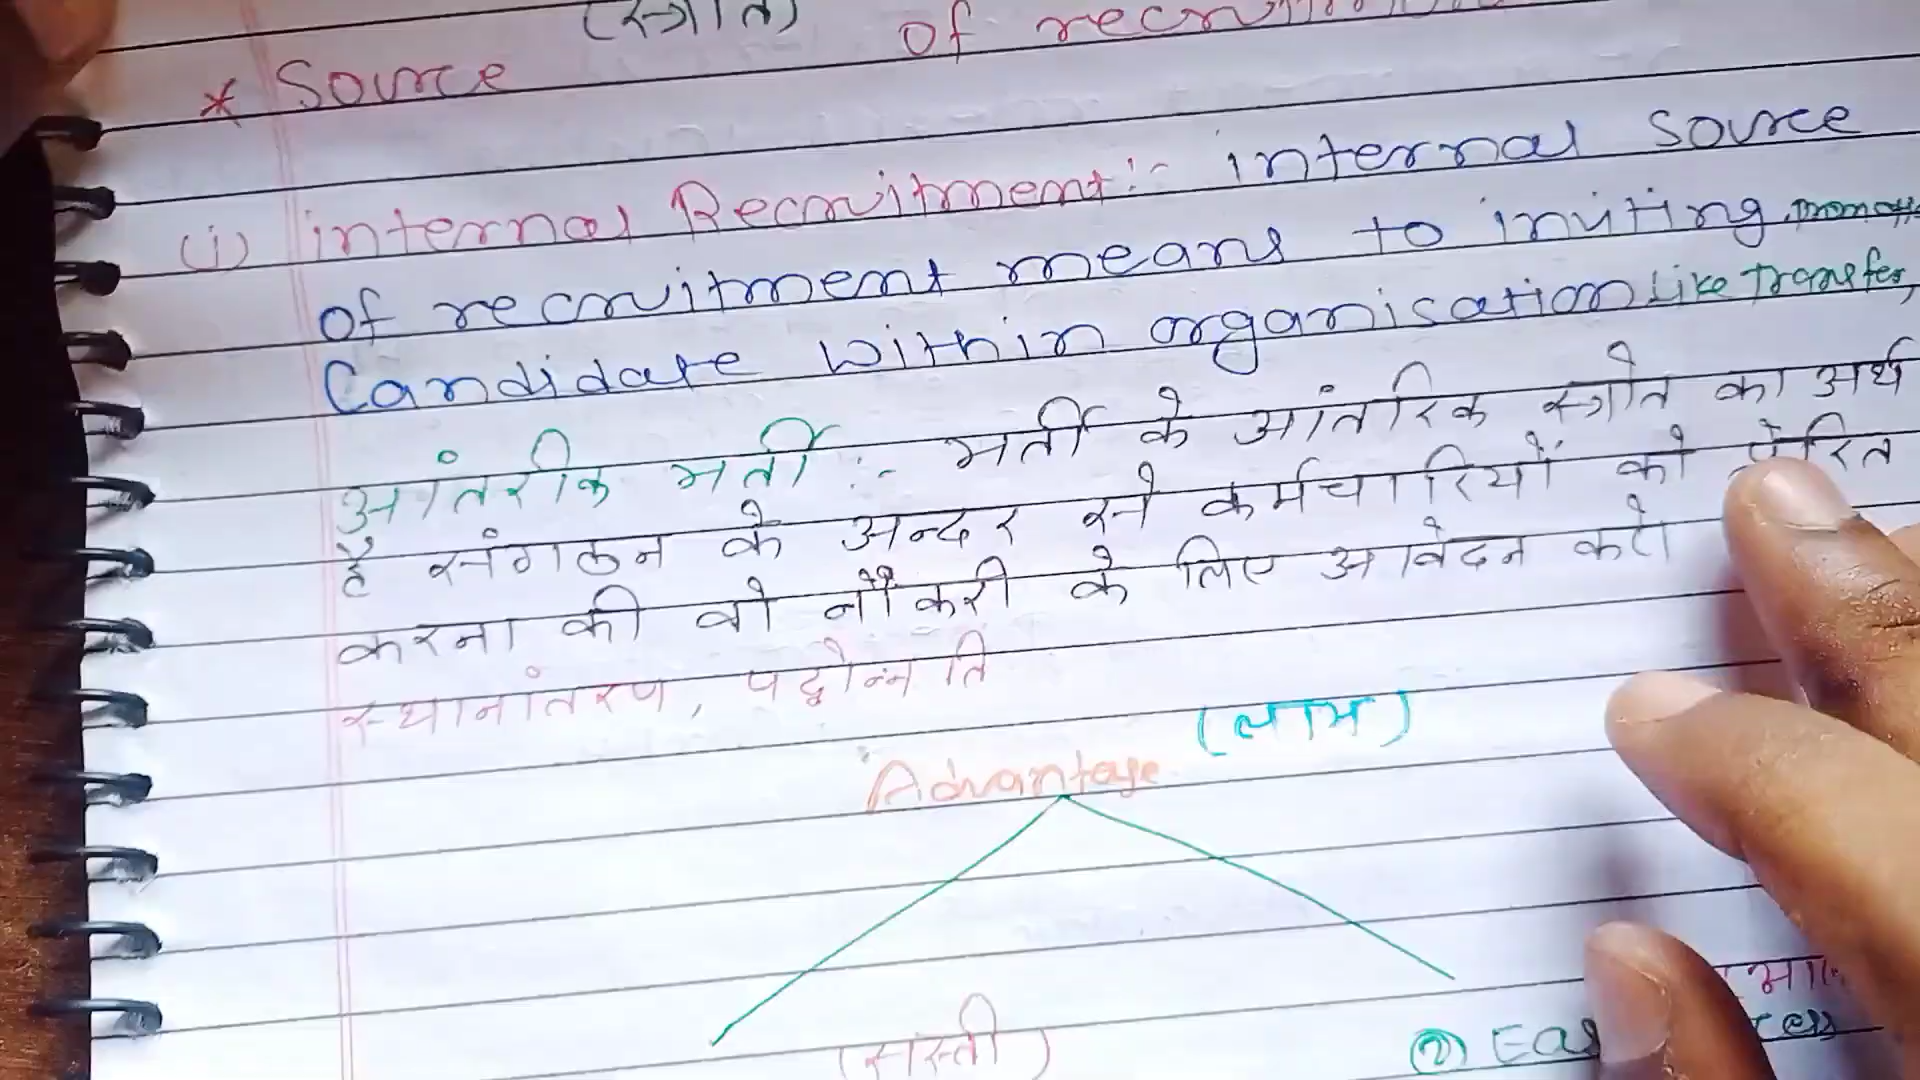 (स्त्रोत)
* Source of
(i) internal Recruitment :- internal source
of recruitment means to inviting
Candidate within organisation Like Transfer,
आंतरीक भर्ती :- भर्ती के आंतरिक स्त्रोत का अर्थ
है संगठन के अन्दर से कर्मचारियों को प्रेरित
करना की वो नौकरी के लिए आवेदन करे।
स्थानांतरण, पद्दोन्नति
(लाभ)
Advantage
(सस्ती)
②